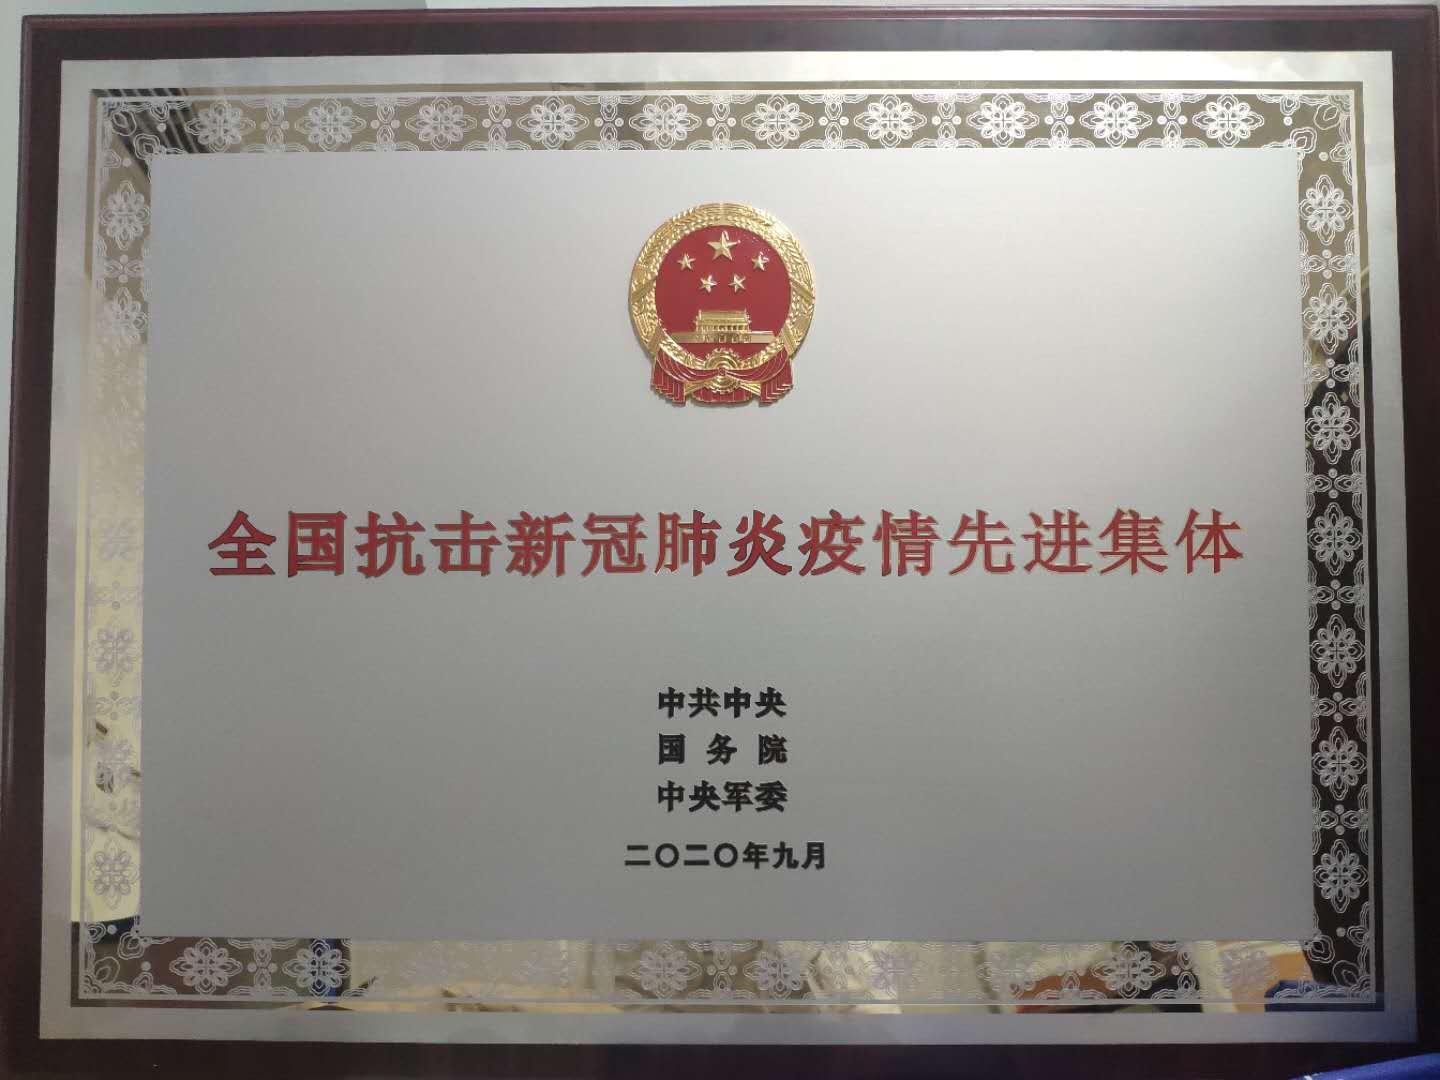 全国抗击新冠肺炎疫情先进集体
中共中央
国务院
中央军委
二〇二〇年九月